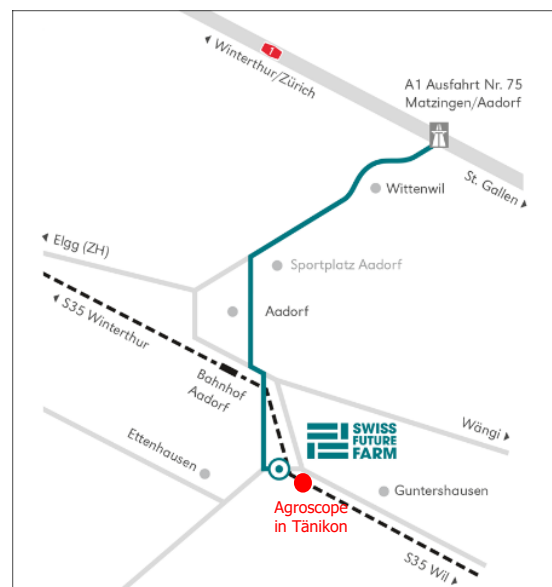 1
Winterthur/Zürich
A1 Ausfahrt Nr. 75
Matzingen/Aadorf
St. Gallen
Wittenwil
Elgg (ZH)
Sportplatz Aadorf
S35 Winterthur
Aadorf
Bahnhof
Aadorf
Wängi
SWISS
FUTURE
FARM
Ettenhausen
Guntershausen
Agroscope
in Tänikon
S35 Wil